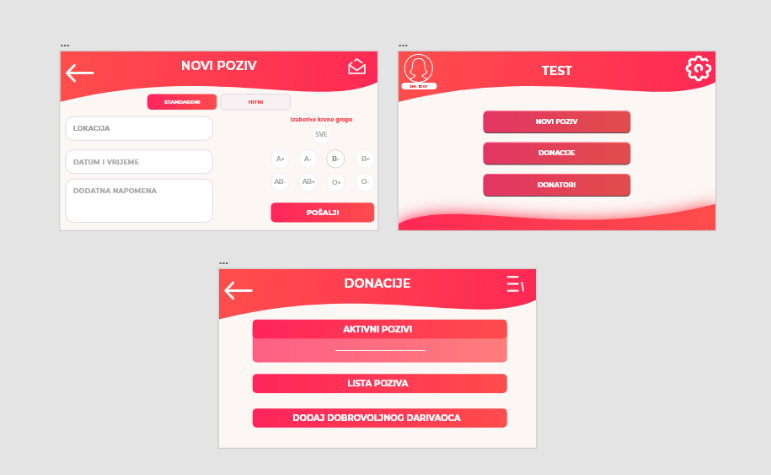 NOVI POZIV
STANDARDNI
HITNI
LOKACIJA
DATUM I VRIJEME
DODATNA NAPOMENA
Izaberite krvne grupe
SVE
A+ A- B- B+
AB- AB+ O+ O-
POŠALJI
TEST
DR. TEST
NOVI POZIV
DONACIJE
DONATORI
DONACIJE
AKTIVNI POZIVI
LISTA POZIVA
DODAJ DOBROVOLJNOG DARIVAOCA